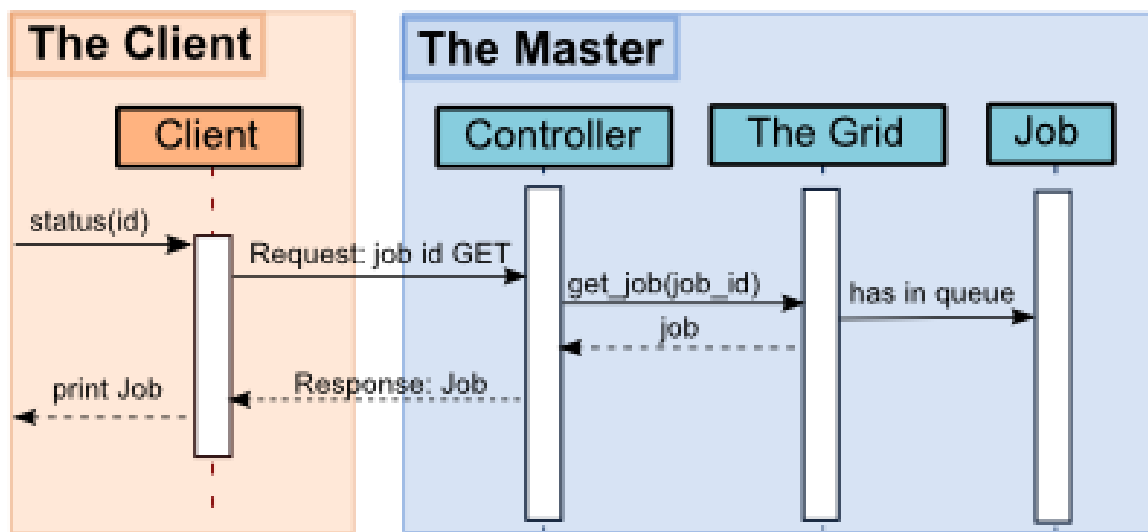 The Client
The Master
Client
Controller
The Grid
Job
status(id)
Request: job id GET
get_job(job_id)
has in queue
job
Response: Job
print Job